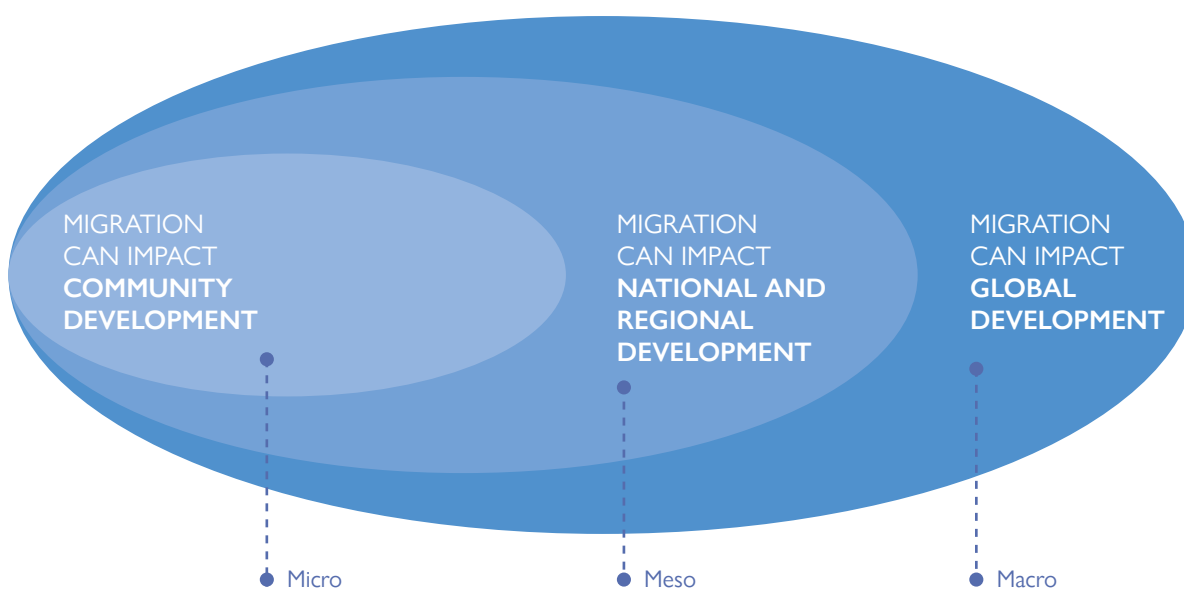 MIGRATION
CAN IMPACT
COMMUNITY
DEVELOPMENT
MIGRATION
CAN IMPACT
NATIONAL AND
REGIONAL
DEVELOPMENT
MIGRATION
CAN IMPACT
GLOBAL
DEVELOPMENT
Micro
Meso
Macro